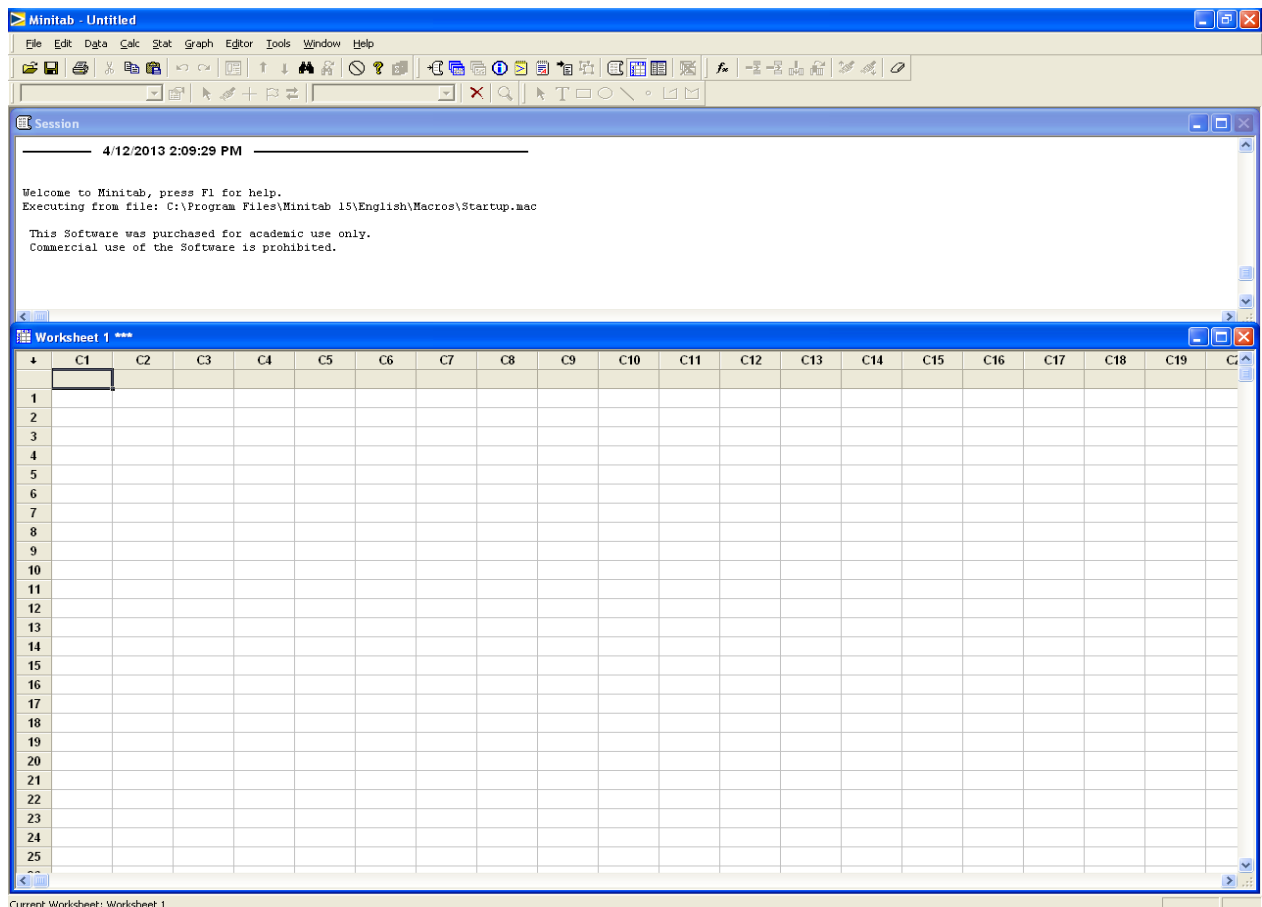 Minitab - Untitled
File Edit Data Calc Stat Graph Editor Tools Window Help
Session
4/12/2013 2:09:29 PM
Welcome to Minitab, press F1 for help.
Executing from file: C:\Program Files\Minitab 15\English\Macros\Startup.mac
This Software was purchased for academic use only.
Commercial use of the Software is prohibited.
Worksheet 1 ***
C1 C2 C3 C4 C5 C6 C7 C8 C9 C10 C11 C12 C13 C14 C15 C16 C17 C18 C19
1
2
3
4
5
6
7
8
9
10
11
12
13
14
15
16
17
18
19
20
21
22
23
24
25
Current Worksheet: Worksheet 1